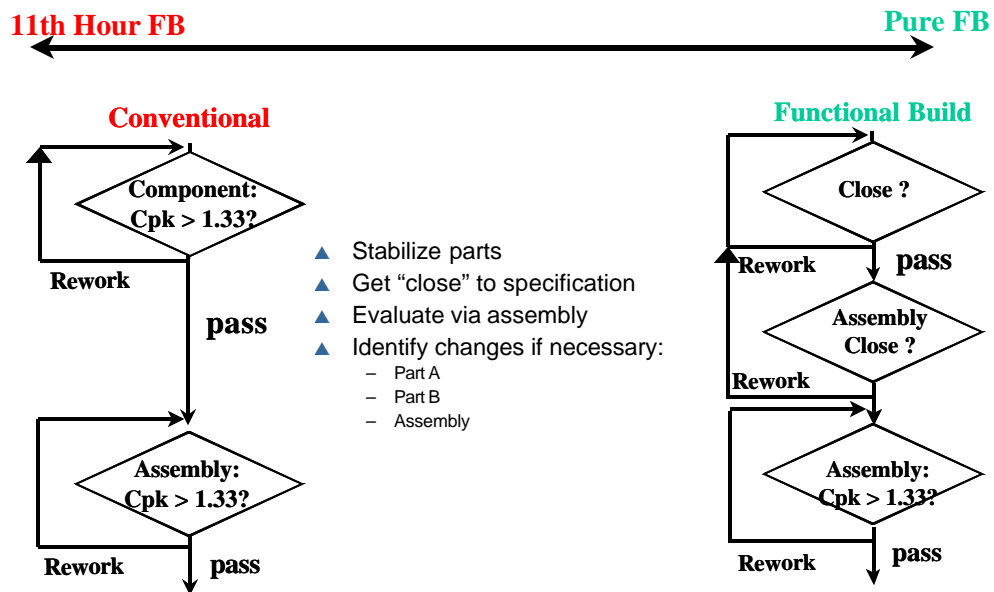 11th Hour FB
Pure FB
Conventional
Component:
Cpk > 1.33?
Rework
pass
Assembly:
Cpk > 1.33?
Rework
pass
▲ Stabilize parts
▲ Get “close” to specification
▲ Evaluate via assembly
▲ Identify changes if necessary:
– Part A
– Part B
– Assembly
Functional Build
Close ?
Rework
pass
Assembly
Close ?
Rework
Assembly:
Cpk > 1.33?
Rework
pass